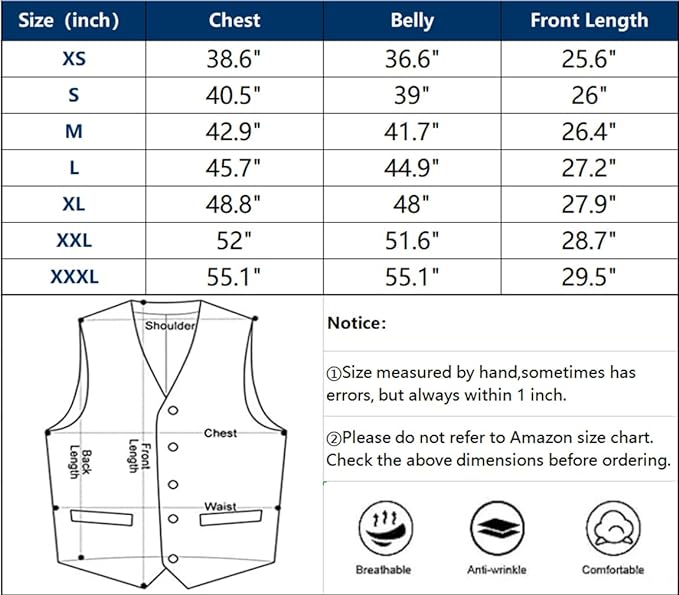 Size（inch） Chest Belly Front Length
XS 38.6" 36.6" 25.6"
S 40.5" 39" 26"
M 42.9" 41.7" 26.4"
L 45.7" 44.9" 27.2"
XL 48.8" 48" 27.9"
XXL 52" 51.6" 28.7"
XXXL 55.1" 55.1" 29.5"
Shoulder
Chest
Back
Length
Front
Length
Waist
Notice:
①Size measured by hand,sometimes has
errors, but always within 1 inch.
②Please do not refer to Amazon size chart.
Check the above dimensions before ordering.
Breathable Anti-wrinkle Comfortable